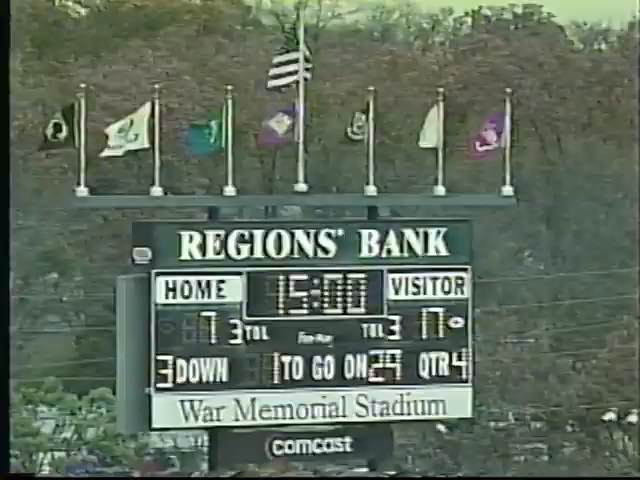 REGIONS BANK
HOME 15:00 VISITOR
7 3 TOL TOL 3 17
3 DOWN 1 TO GO ON 29 QTR 4
War Memorial Stadium
comcast